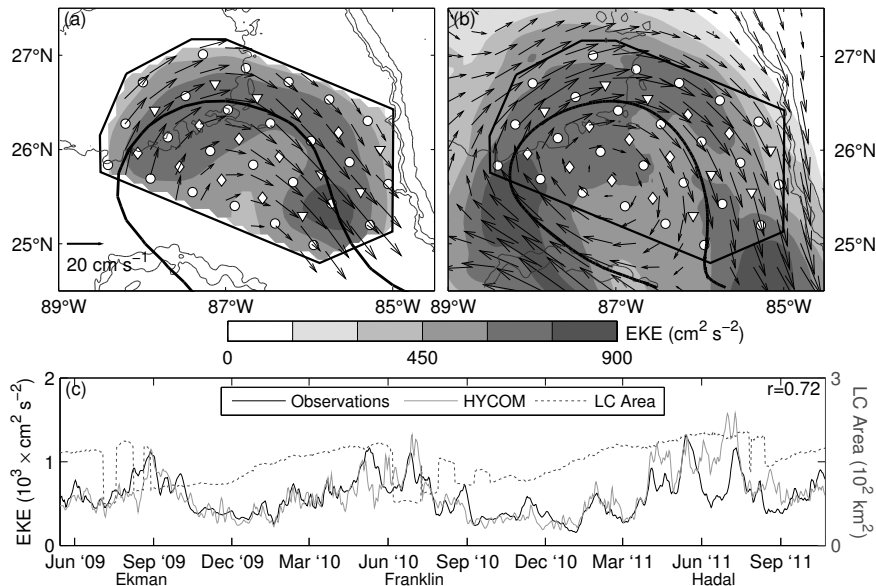 (a)
(b)
27°N
26°N
25°N
20 cm s⁻¹
89°W
87°W
85°W
27°N
26°N
25°N
89°W
87°W
85°W
0
450
900
EKE (cm² s⁻²)
(c)
Observations
HYCOM
LC Area
r=0.72
2
1
0
EKE (10³ × cm² s⁻²)
3
2
1
0
LC Area (10² km²)
Jun '09
Sep '09
Dec '09
Mar '10
Jun '10
Sep '10
Dec '10
Mar '11
Jun '11
Sep '11
Ekman
Franklin
Hadal